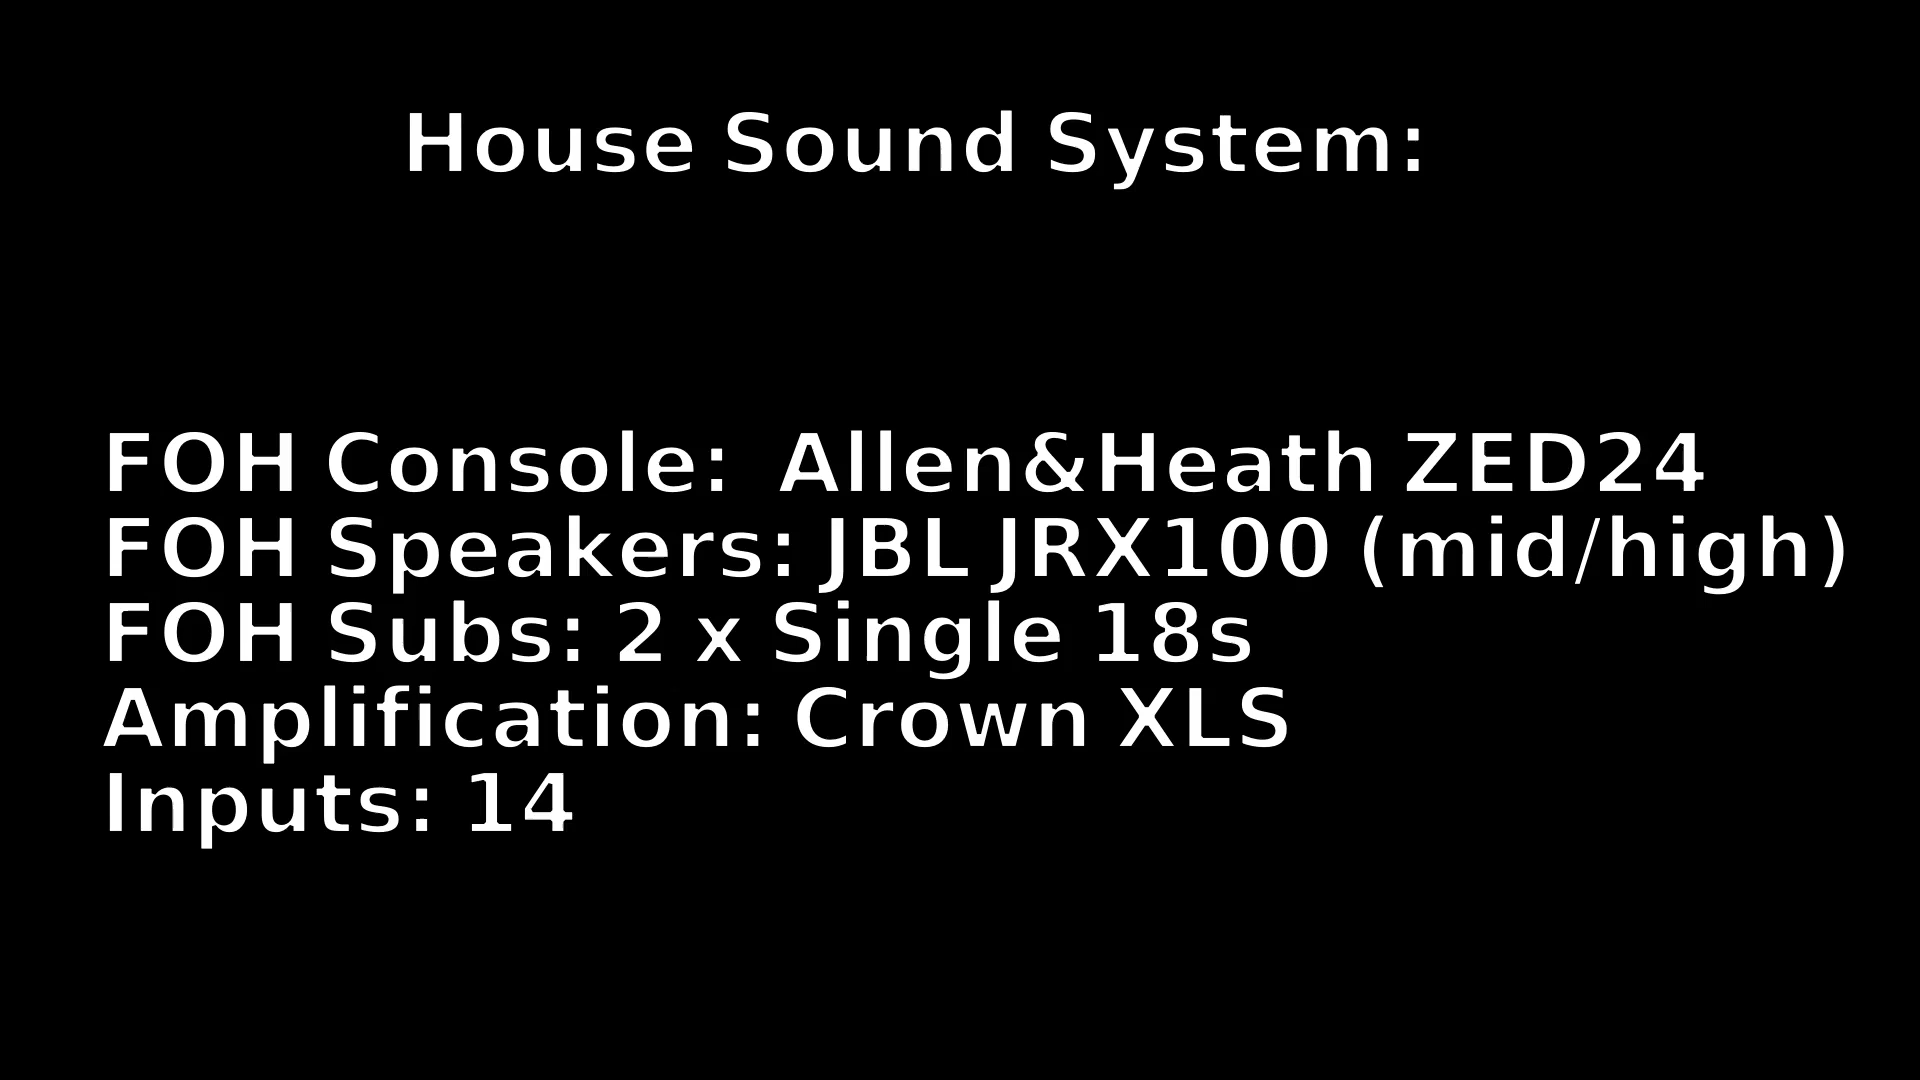 House Sound System:
FOH Console:  Allen&Heath ZED24
FOH Speakers: JBL JRX100 (mid/high)
FOH Subs: 2 x Single 18s
Amplification: Crown XLS
Inputs: 14